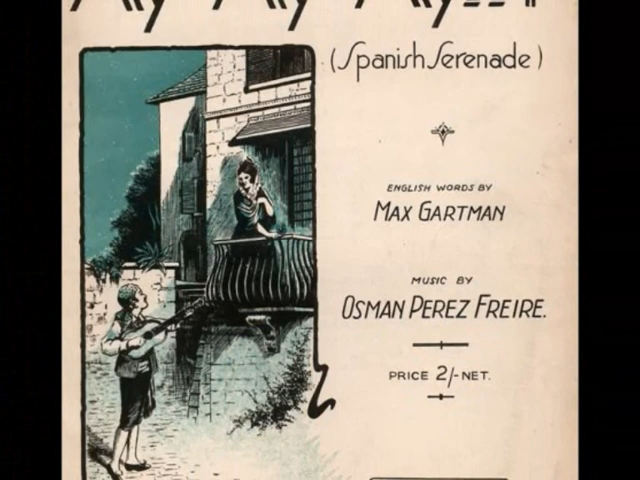 (Spanish Serenade)
ENGLISH WORDS BY
MAX GARTMAN
MUSIC BY
OSMAN PEREZ FREIRE.
PRICE 2/- NET.